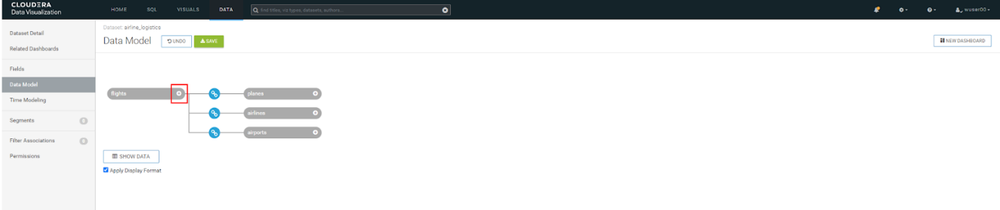 CLOUDERA
Data Visualization
HOME SQL VISUALS DATA
find titles, viz types, datasets, authors...
wuser00
Dataset Detail
Related Dashboards
Fields
Data Model
Time Modeling
Segments 0
Filter Associations 0
Permissions
Dataset: airline_logistics
Data Model
UNDO
SAVE
NEW DASHBOARD
flights
planes
airlines
airports
SHOW DATA
Apply Display Format